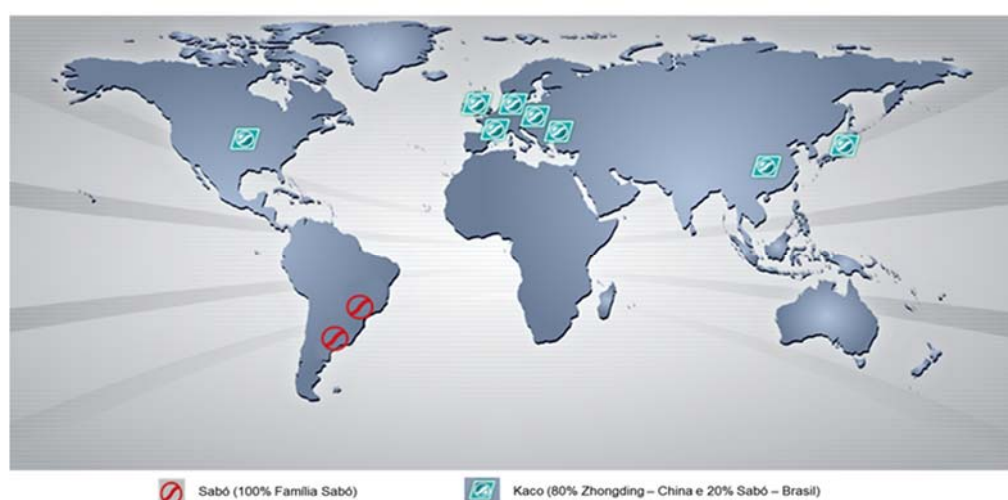 Sabó (100% Família Sabó)
Kaco (80% Zhongding – China e 20% Sabó – Brasil)